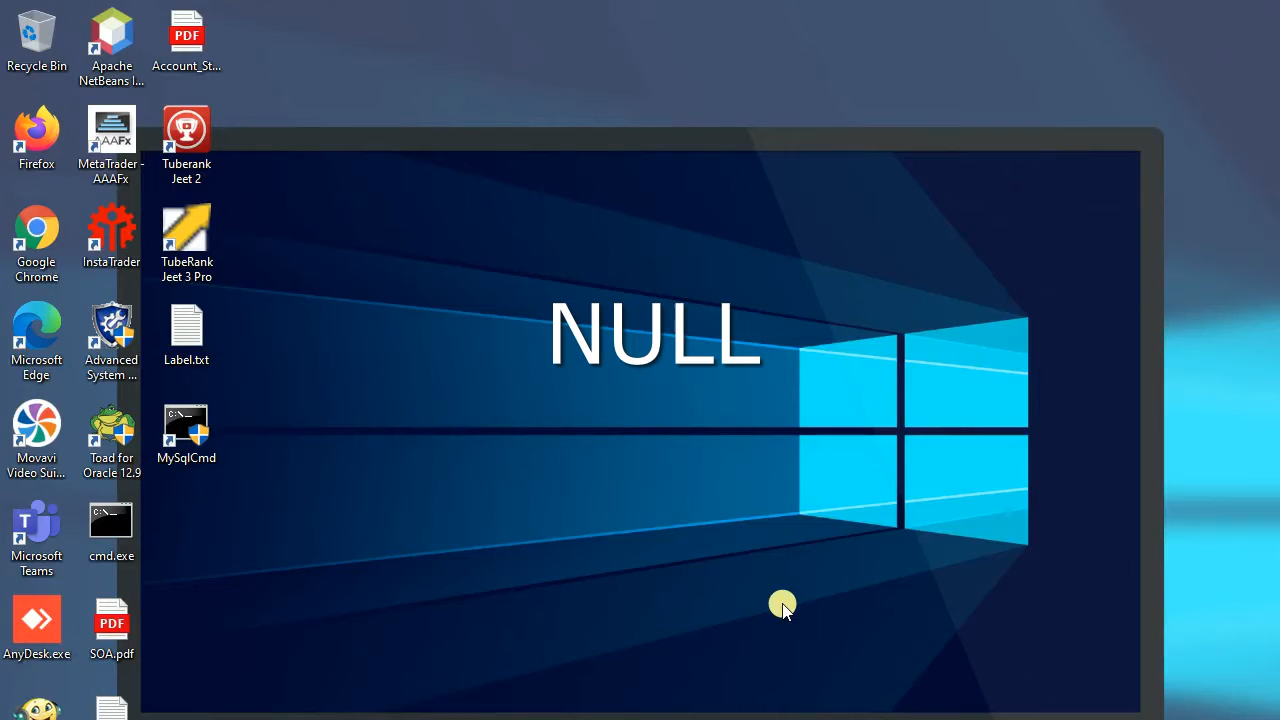 Recycle Bin
Apache
NetBeans I...
Account_St...
PDF
Firefox
AAAFx
MetaTrader -
AAAFx
Tuberank
Jeet 2
Google
Chrome
InstaTrader
TubeRank
Jeet 3 Pro
NULL
Microsoft
Edge
Advanced
System ...
Label.txt
Movavi
Video Sui...
Toad for
Oracle 12.9
C:\_
MySqlCmd
T
Microsoft
Teams
C:\_
cmd.exe
AnyDesk.exe
PDF
SOA.pdf